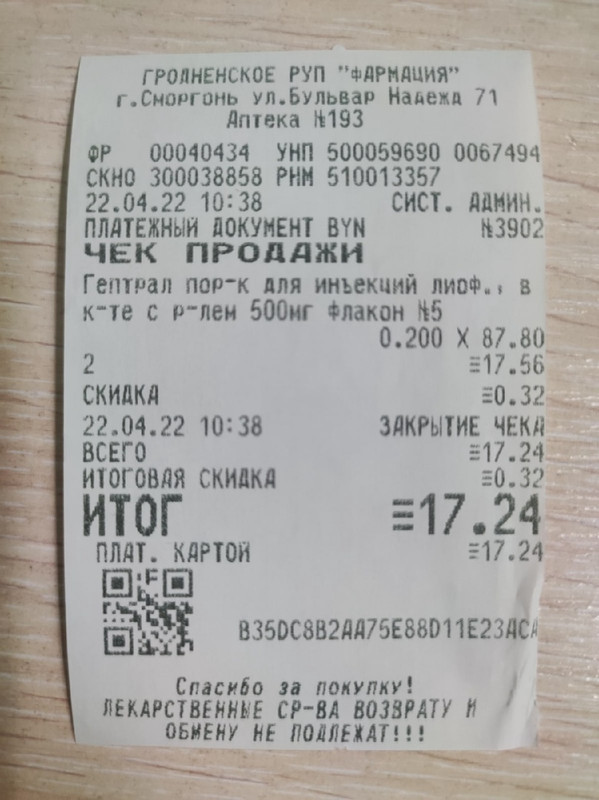 ГРОДНЕНСКОЕ РУП "ФАРМАЦИЯ"
г.Сморгонь ул.Бульвар Надежд 71
Аптека №193
ФР 00040434 УНП 500059690 0067494
СКНО 300038858 РНМ 510013357
22.04.22 10:38 СИСТ. АДМИН.
ПЛАТЕЖНЫЙ ДОКУМЕНТ BYN №3902
ЧЕК ПРОДАЖИ
Гептрал пор-к для инъекций лиоф., в
к-те с р-лем 500мг флакон №5
0.200 X 87.80
2 ≡17.56
СКИДКА ≡0.32
22.04.22 10:38 ЗАКРЫТИЕ ЧЕКА
ВСЕГО ≡17.24
ИТОГОВАЯ СКИДКА ≡0.32
ИТОГ ≡17.24
ПЛАТ. КАРТОЙ ≡17.24
B35DC8B2AA75E88D11E23ACA
Спасибо за покупку!
ЛЕКАРСТВЕННЫЕ СР-ВА ВОЗВРАТУ И
ОБМЕНУ НЕ ПОДЛЕЖАТ!!!